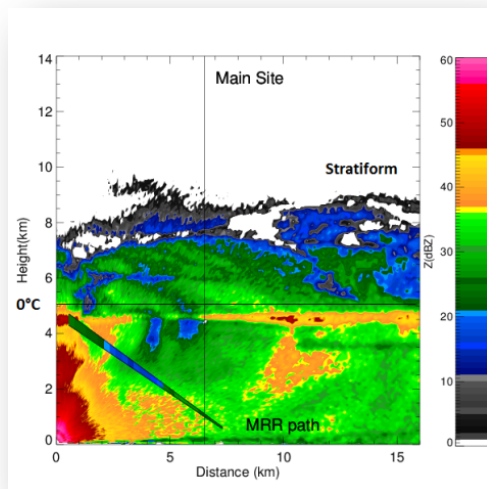 14
12
10
8
6
4
2
0
Height(km)
0°C
Main Site
Stratiform
MRR path
0
5
10
15
Distance (km)
60
50
40
30
20
10
0
Z(dBZ)